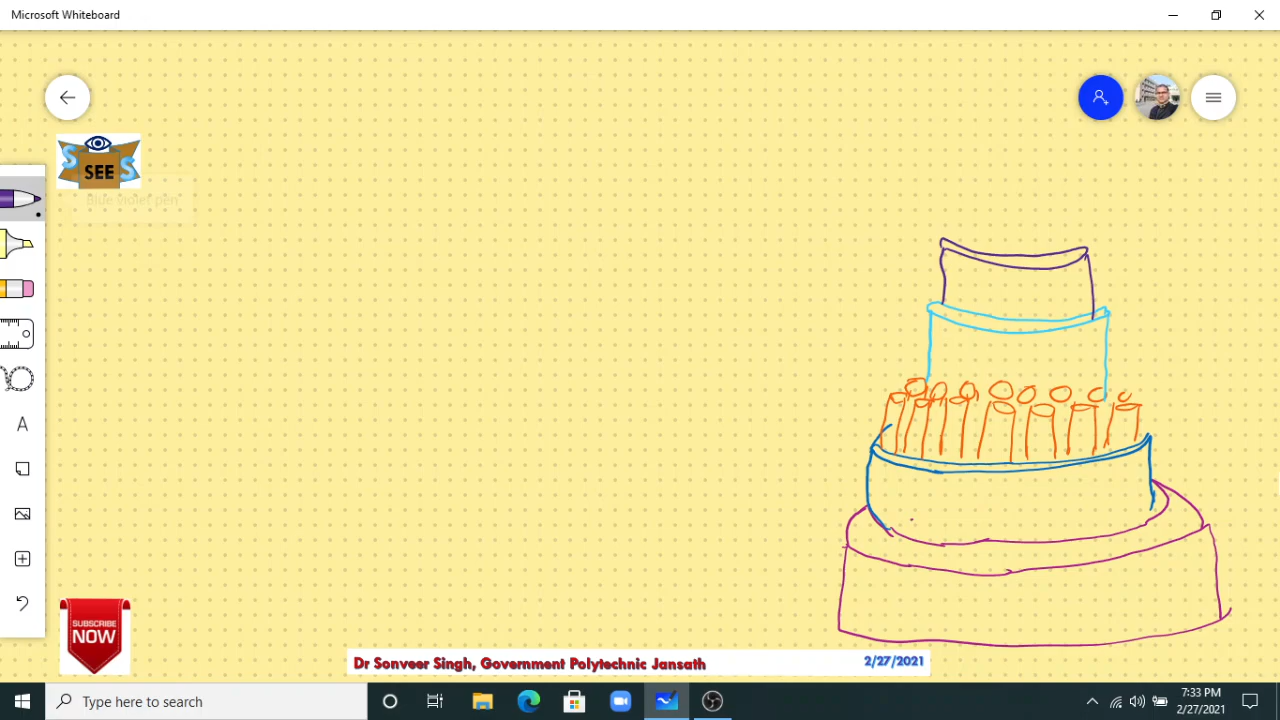 Microsoft Whiteboard
S SEE S
Blue violet pen
A
SUBSCRIBE
NOW
Dr Sonveer Singh, Government Polytechnic Jansath
2/27/2021
Type here to search
7:33 PM
2/27/2021